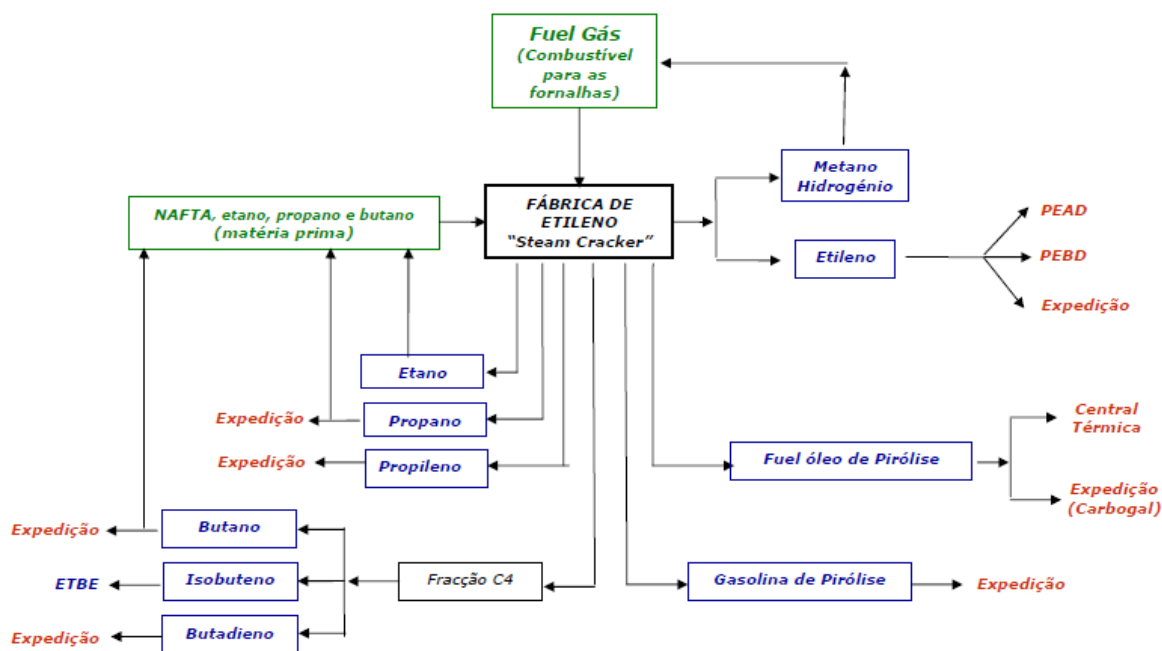 Fuel Gás
(Combustível
para as
fornalhas)
Metano
Hidrogénio
NAFTA, etano, propano e butano
(matéria prima)
FÁBRICA DE
ETILENO
“Steam Cracker”
PEAD
Etileno
PEBD
Expedição
Etano
Expedição
Propano
Expedição
Propileno
Central
Térmica
Fuel óleo de Pirólise
Expedição
(Carbogal)
Expedição
Butano
ETBE
Isobuteno
Fracção C4
Gasolina de Pirólise
Expedição
Expedição
Butadieno